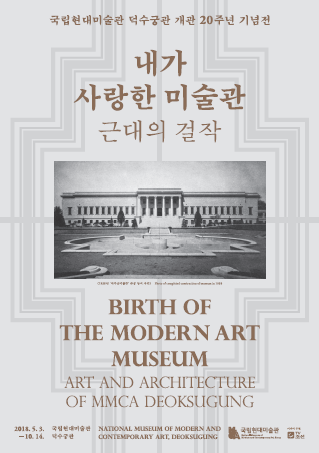 국립현대미술관 덕수궁관 개관 20주년 기념전
내가
사랑한 미술관
근대의 걸작
BIRTH OF
THE MODERN ART
MUSEUM
ART AND ARCHITECTURE
OF MMCA DEOKSUGUNG
2018. 5. 3.
—10. 14.
국립현대미술관
덕수궁관
NATIONAL MUSEUM OF MODERN AND
CONTEMPORARY ART, DEOKSUGUNG
국립현대미술관
TV
조선